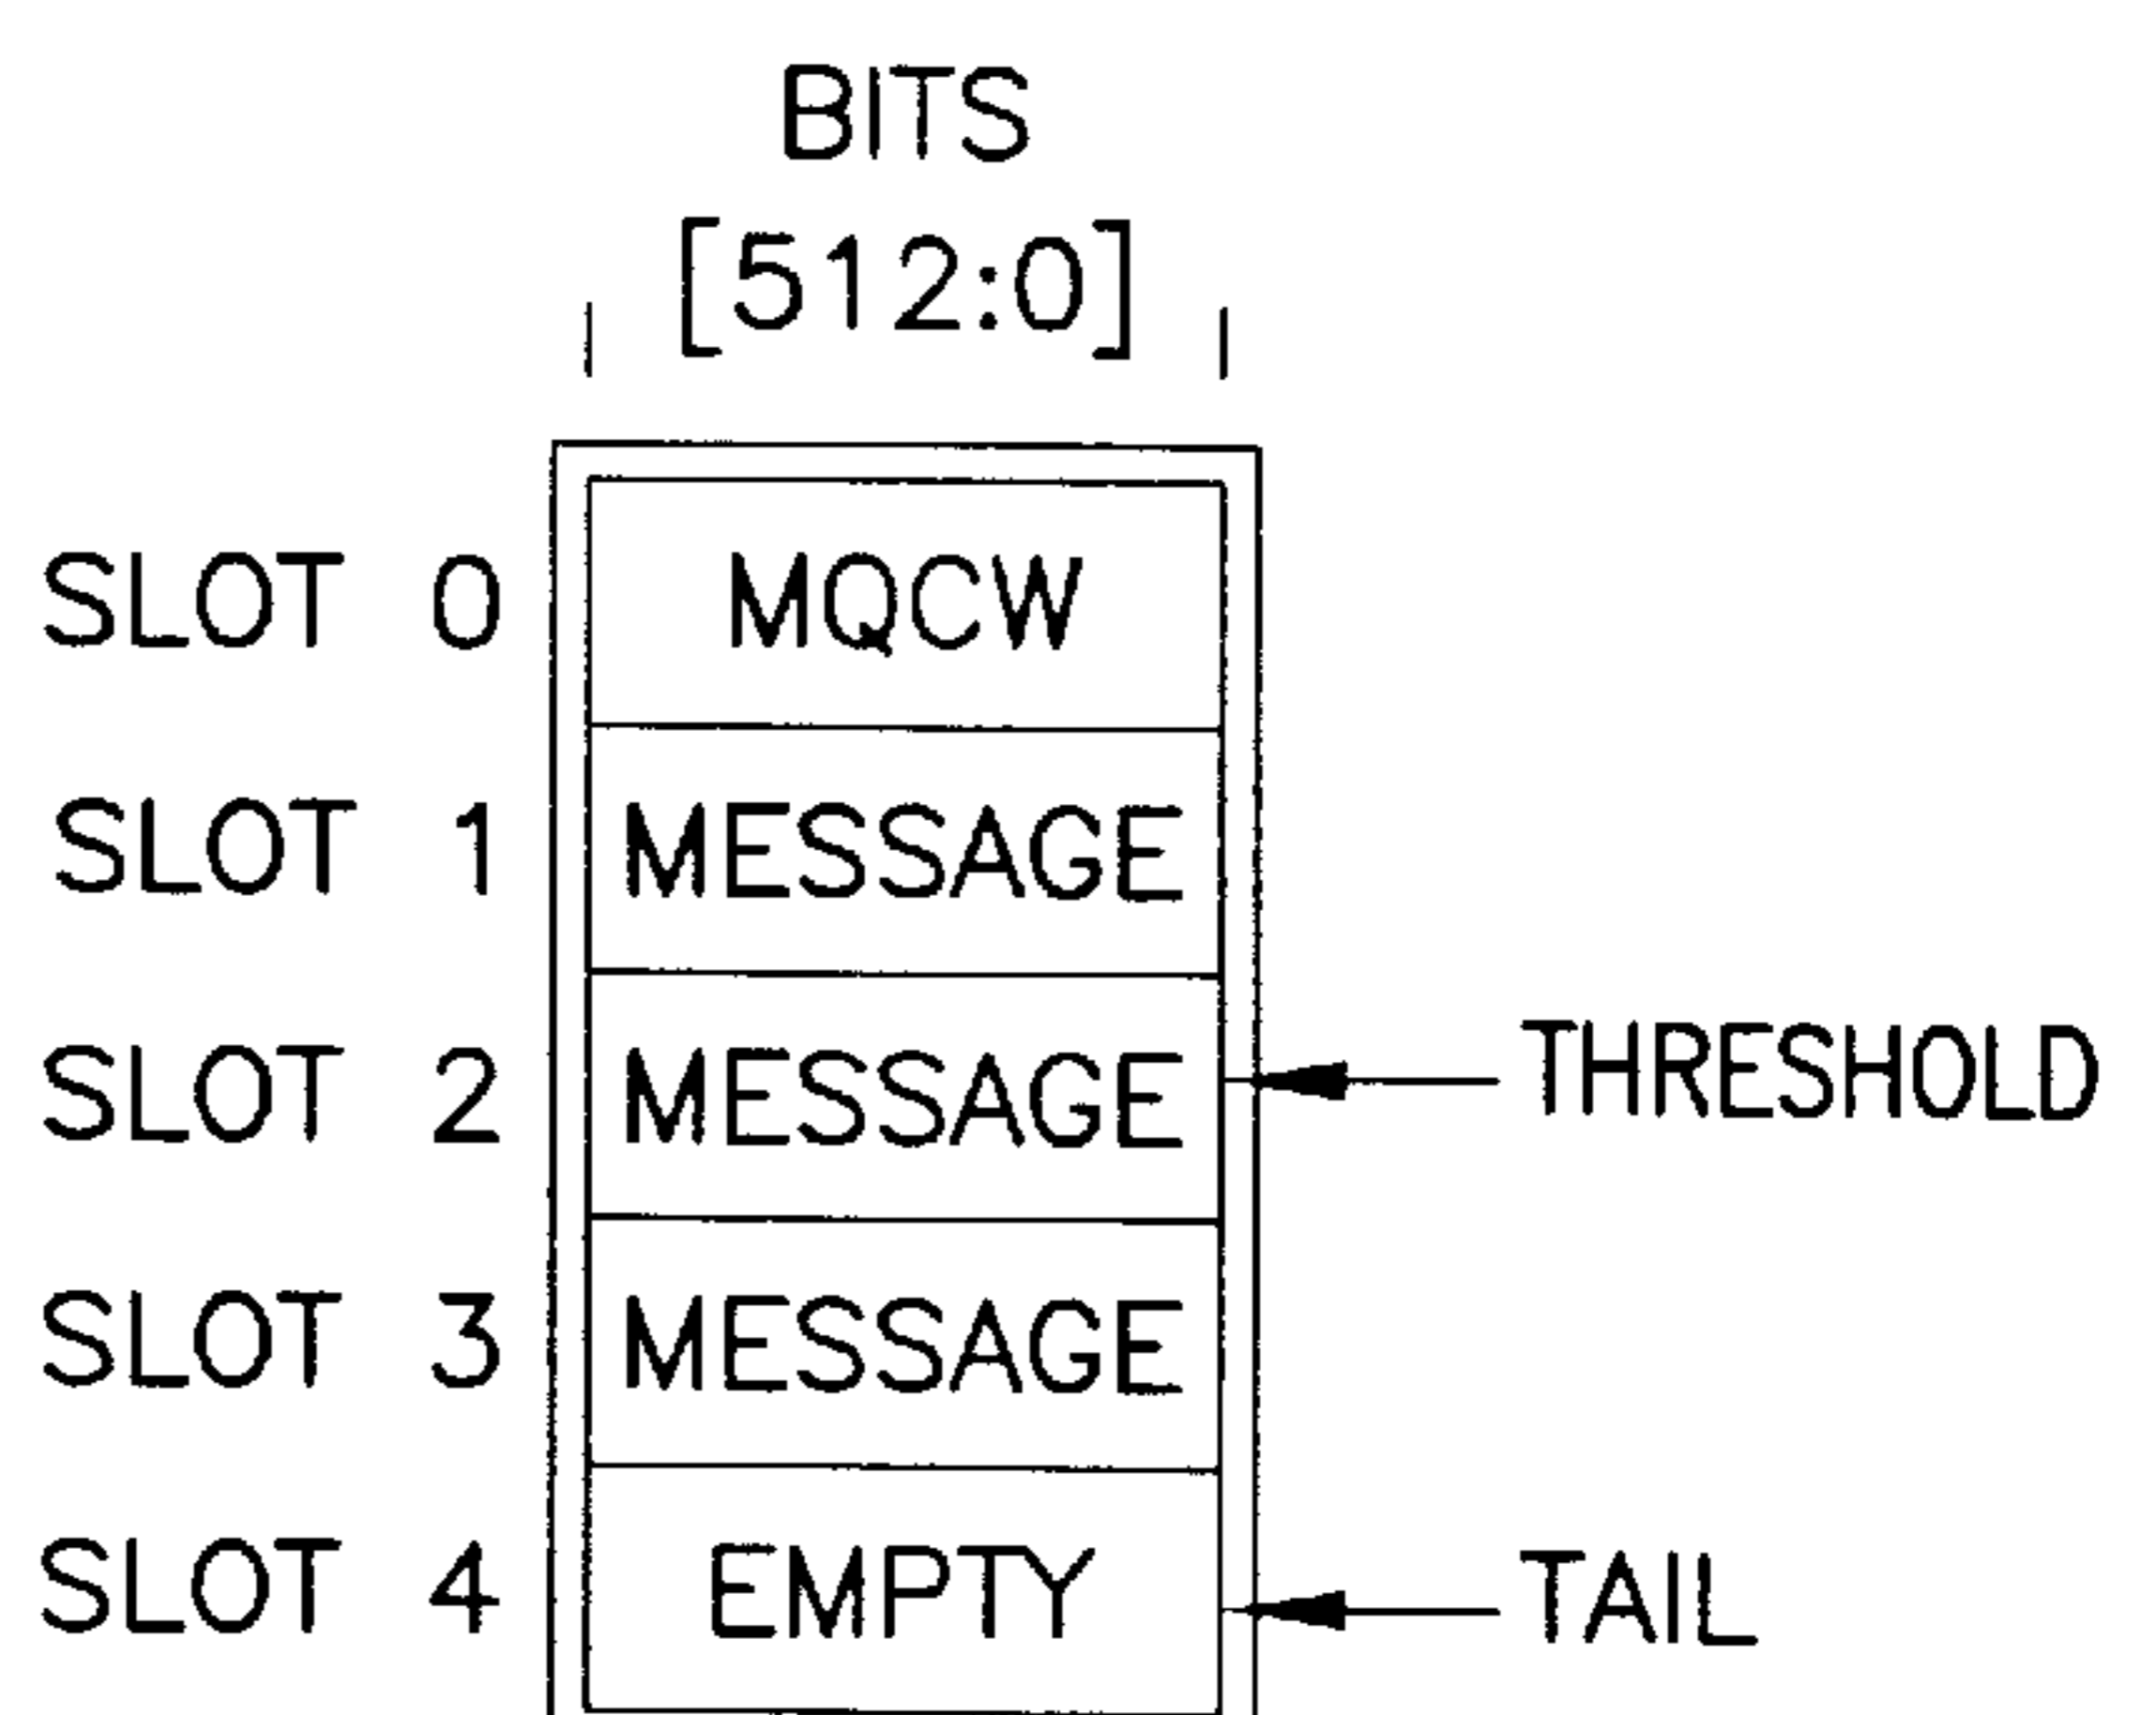 BITS
[512:0]
SLOT 0 MQCW
SLOT 1 MESSAGE
SLOT 2 MESSAGE THRESHOLD
SLOT 3 MESSAGE
SLOT 4 EMPTY TAIL